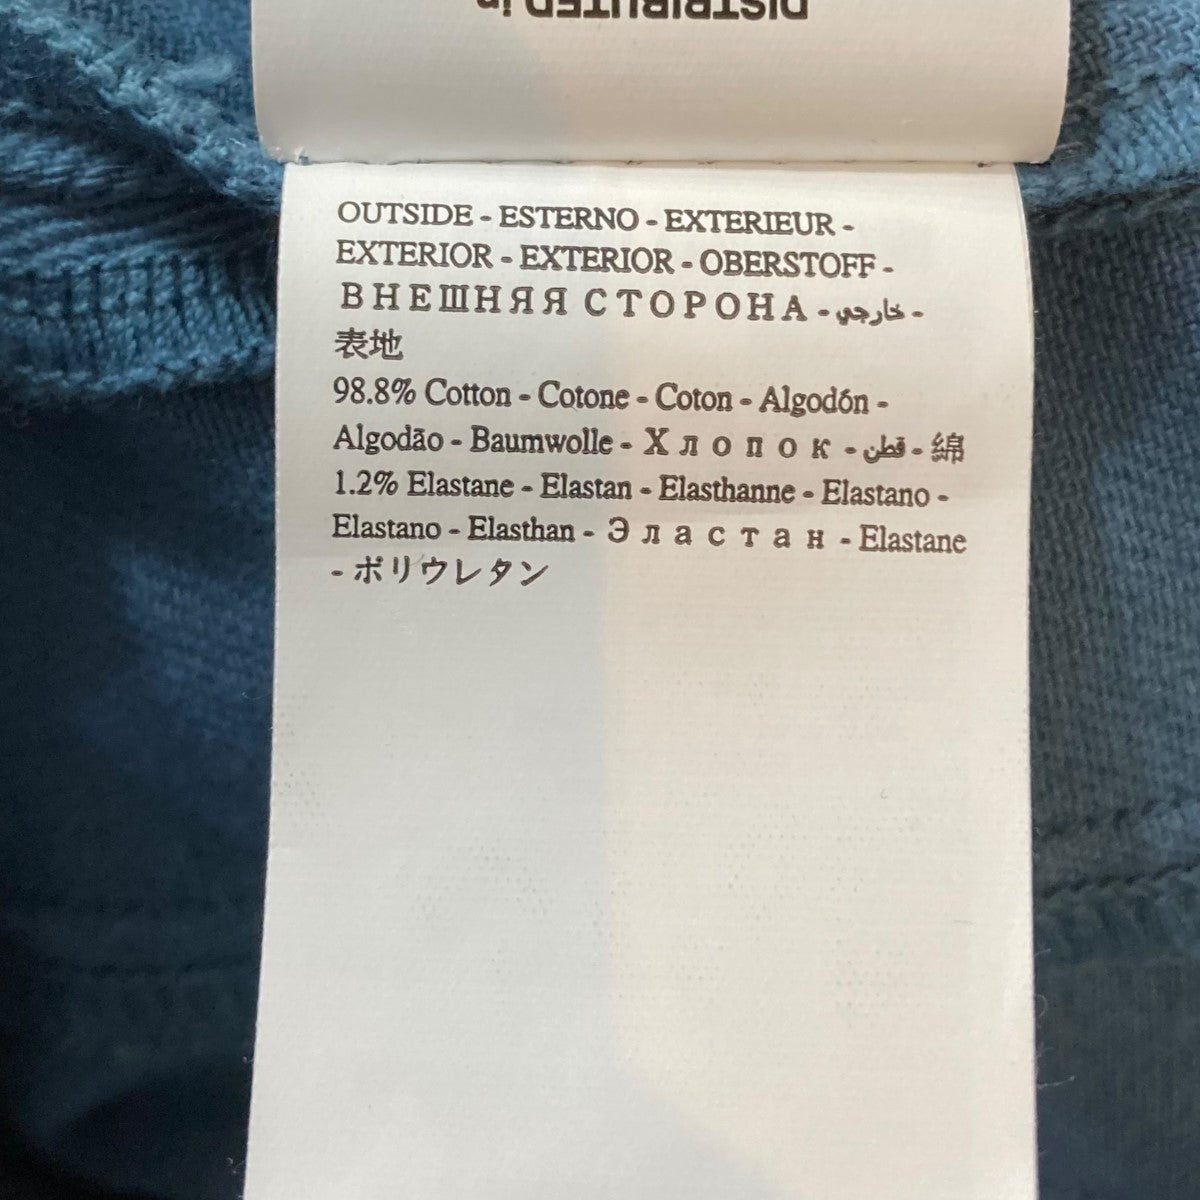 DISTRIBUTED in
OUTSIDE - ESTERNO - EXTERIEUR -
EXTERIOR - EXTERIOR - OBERSTOFF -
ВНЕШНЯЯ СТОРОНА - خارجي -
表地
98.8% Cotton - Cotone - Coton - Algodón -
Algodão - Baumwolle - Хлопок - قطن - 綿
1.2% Elastane - Elastan - Elasthanne - Elastano -
Elastano - Elasthan - Эластан - Elastane
- ポリウレタン